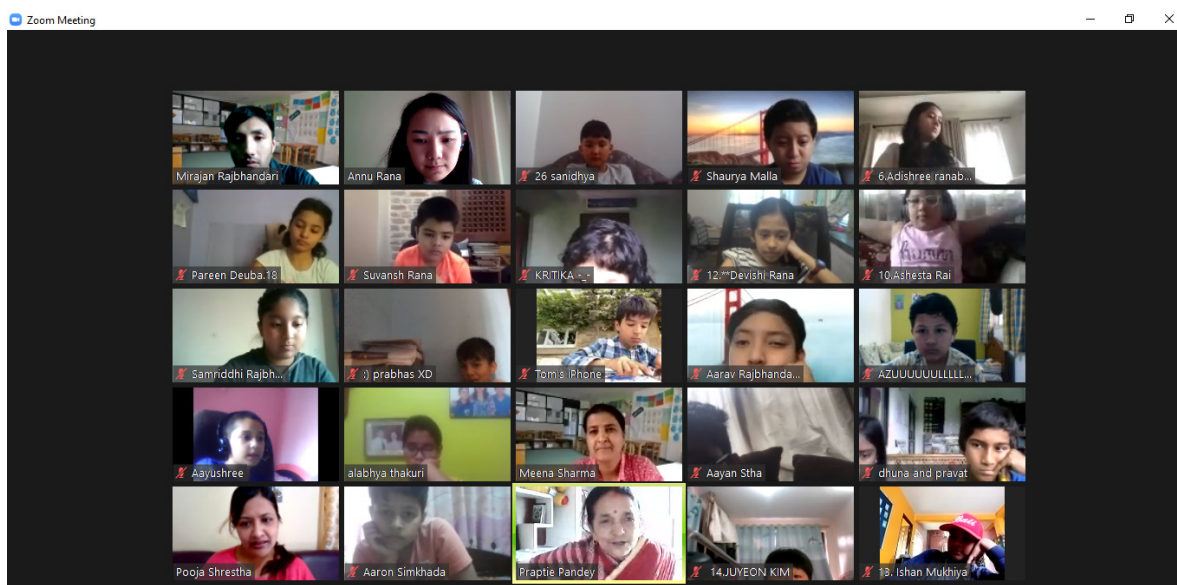 Zoom Meeting
Mirajan Rajbhandari
Annu Rana
26 sanidhya
Shaurya Malla
6.Adishree ranab...
Pareen Deuba.18
Suvansh Rana
KRITIKA -_-
12.**Devishi Rana
10.Ashesta Rai
Samriddhi Rajbh...
:) prabhas XD
Tom's iPhone
Aarav Rajbhanda...
AZUUUUUULLLLL...
Aayushree
alabhya thakuri
Meena Sharma
Aayan Stha
dhuna and pravat
Pooja Shrestha
Aaron Simkhada
Praptie Pandey
14.JUYEON KIM
13. Ishan Mukhiya